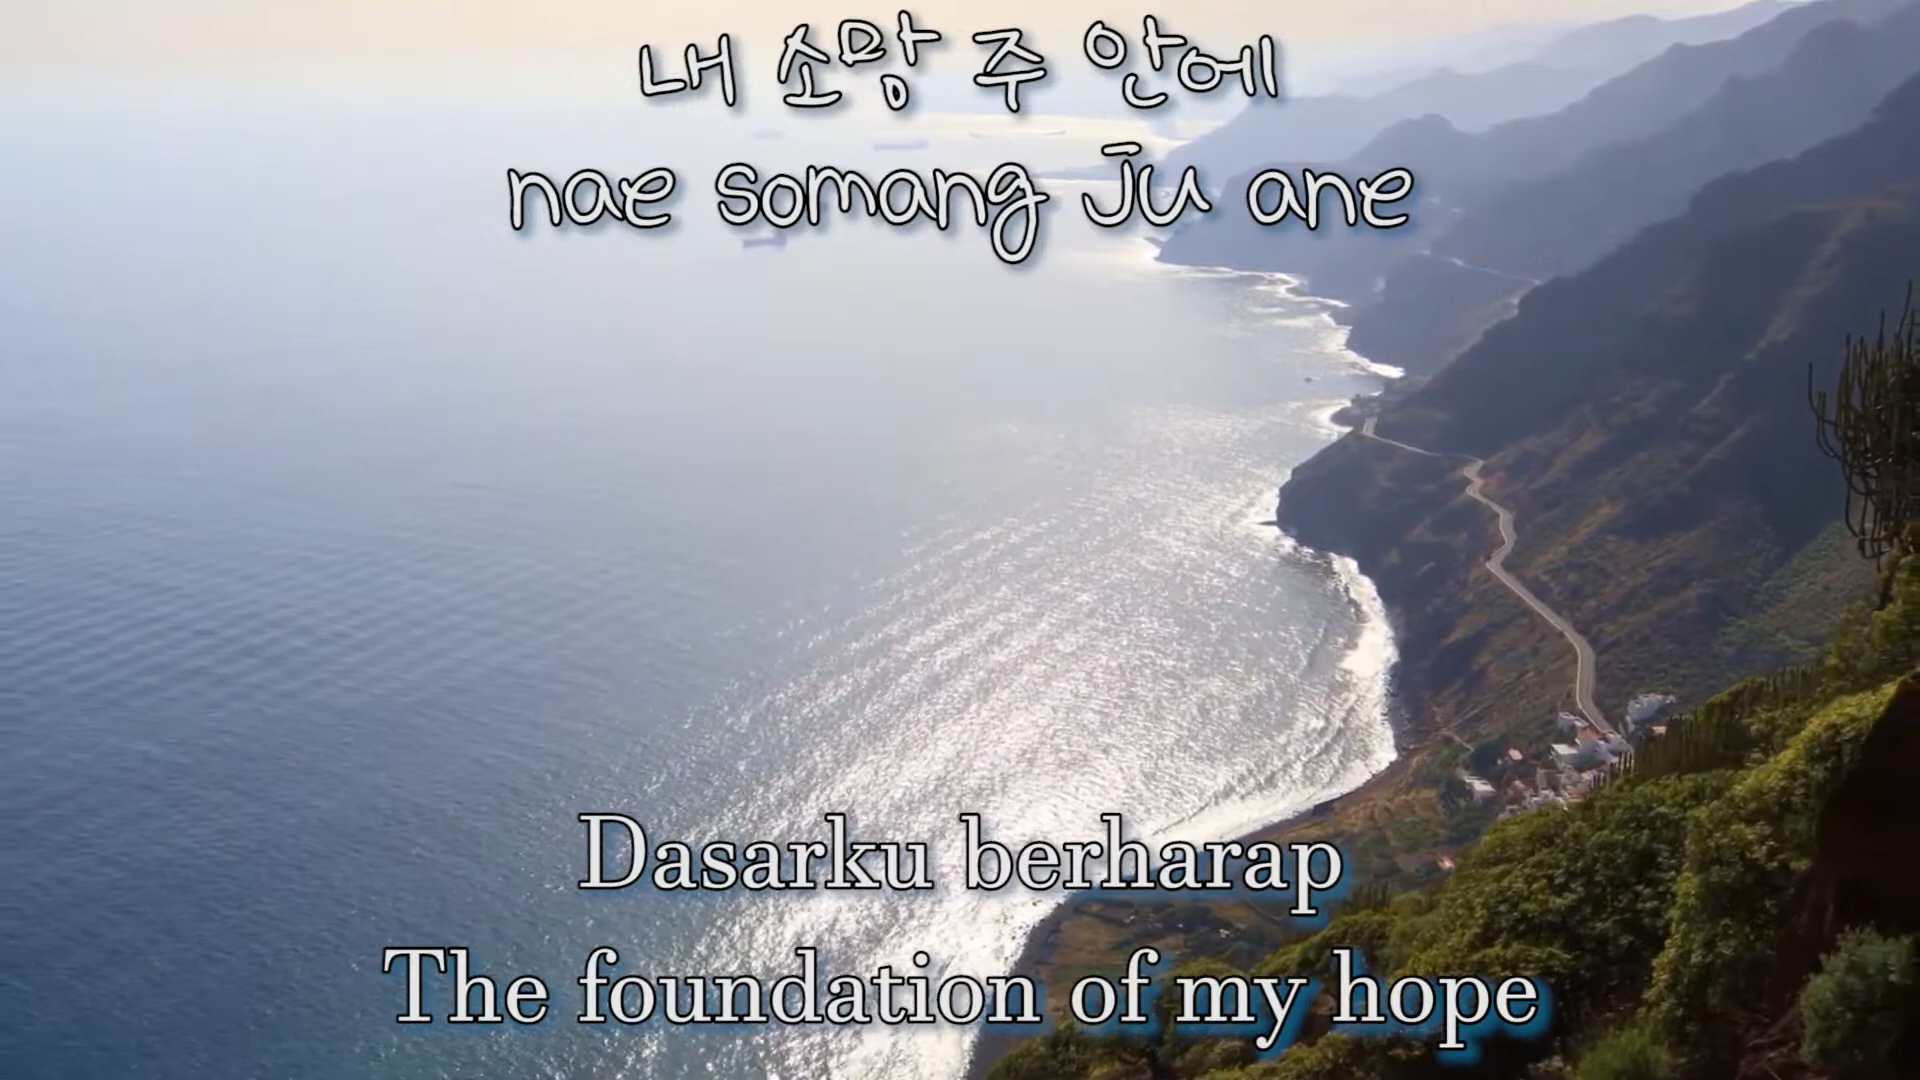 내 소망 주 안에
nae somang Ju ane
Dasarku berharap
The foundation of my hope